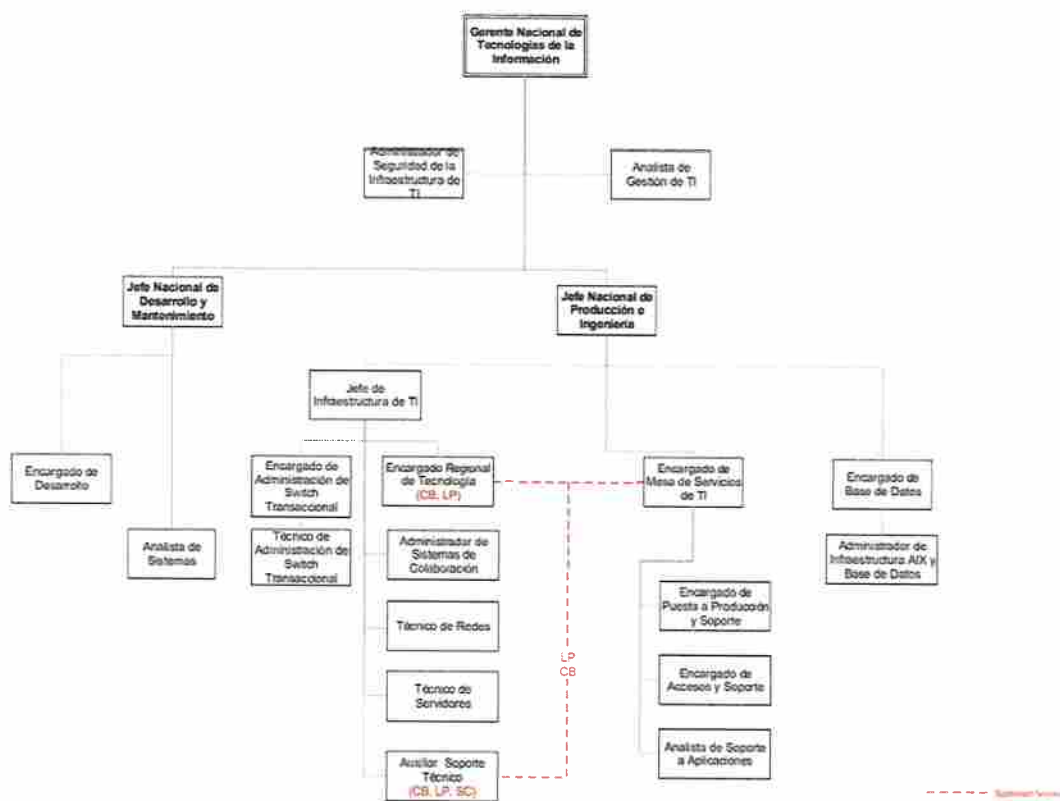 Gerente Nacional de
Tecnologías de la
Información
Administrador de
Seguridad de la
Infraestructura de
TI
Analista de
Gestión de TI
Jefe Nacional de
Desarrollo y
Mantenimiento
Jefe Nacional de
Producción e
Ingeniería
Jefe de
Infraestructura de TI
Encargado de
Desarrollo
Encargado de
Administración de
Switch
Transaccional
Encargado Regional
de Tecnología
(CB, LP)
Encargado de
Mesa de Servicios
de TI
Encargado de
Base de Datos
Analista de
Sistemas
Técnico de
Administración de
Switch
Transaccional
Administrador de
Sistemas de
Colaboración
Administrador de
Infraestructura AIX y
Base de Datos
Encargado de
Puesta a Producción
y Soporte
Técnico de Redes
LP
CB
Encargado de
Accesos y Soporte
Técnico de
Servidores
Analista de Soporte
a Aplicaciones
Auxiliar Soporte
Técnico
(CB, LP, SC)